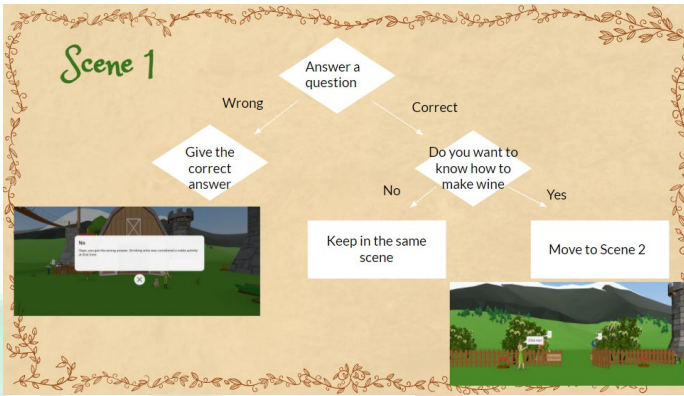 Scene 1
Answer a
question
Wrong
Correct
Give the
correct
answer
Do you want to
know how to
make wine
No
Yes
Keep in the same
scene
Move to Scene 2
No